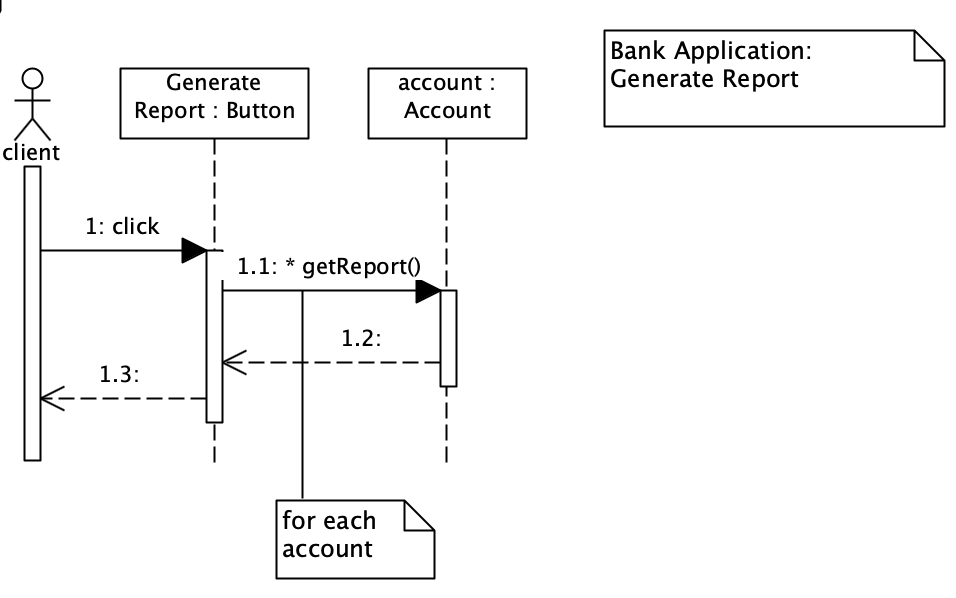 Generate
Report : Button
account :
Account
Bank Application:
Generate Report
client
1: click
1.1: * getReport()
1.2:
1.3:
for each
account